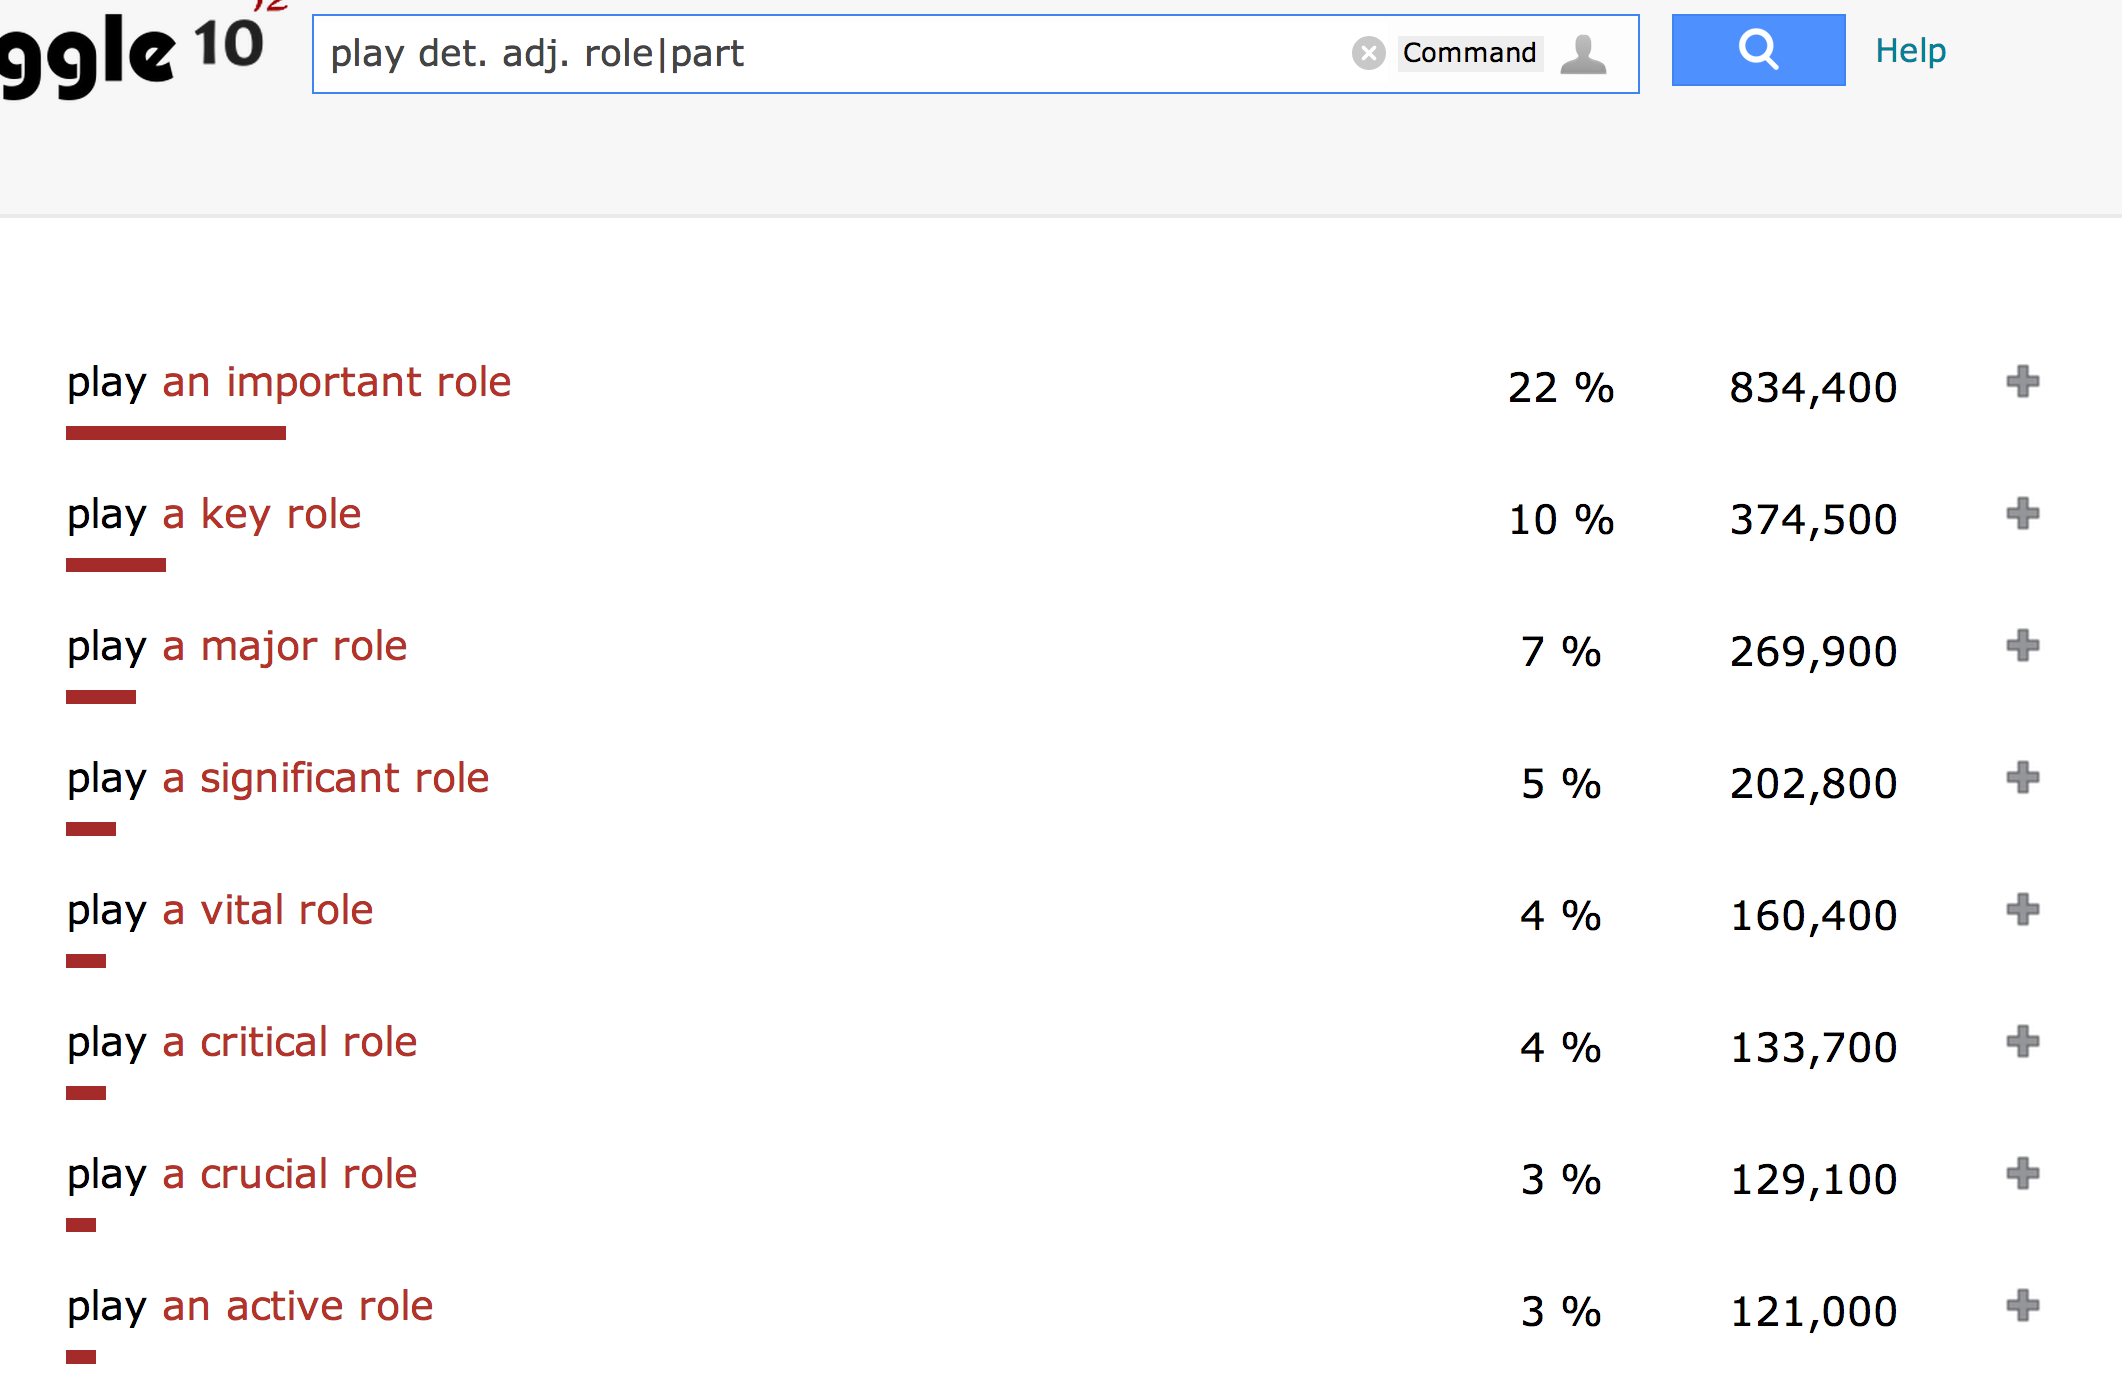 ggle 10 12
play det. adj. role|part
Command
Help
play an important role 22 % 834,400
play a key role 10 % 374,500
play a major role 7 % 269,900
play a significant role 5 % 202,800
play a vital role 4 % 160,400
play a critical role 4 % 133,700
play a crucial role 3 % 129,100
play an active role 3 % 121,000